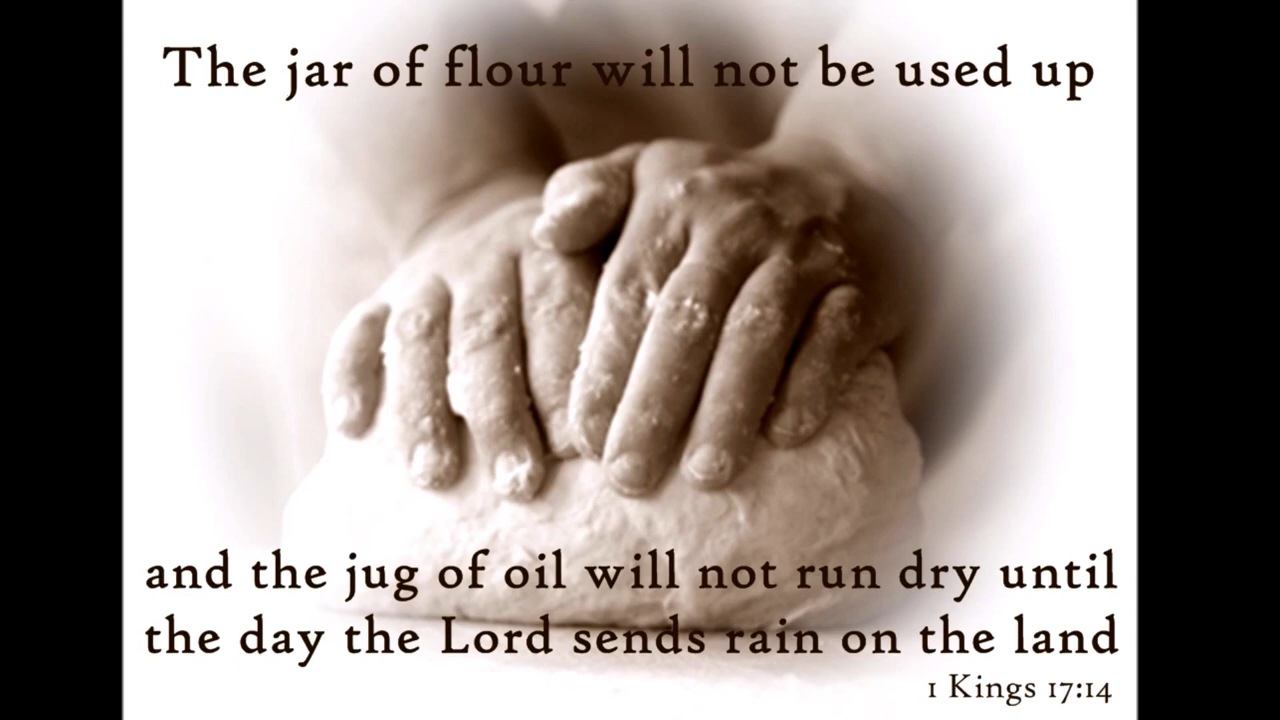 The jar of flour will not be used up
and the jug of oil will not run dry until
the day the Lord sends rain on the land
1 Kings 17:14